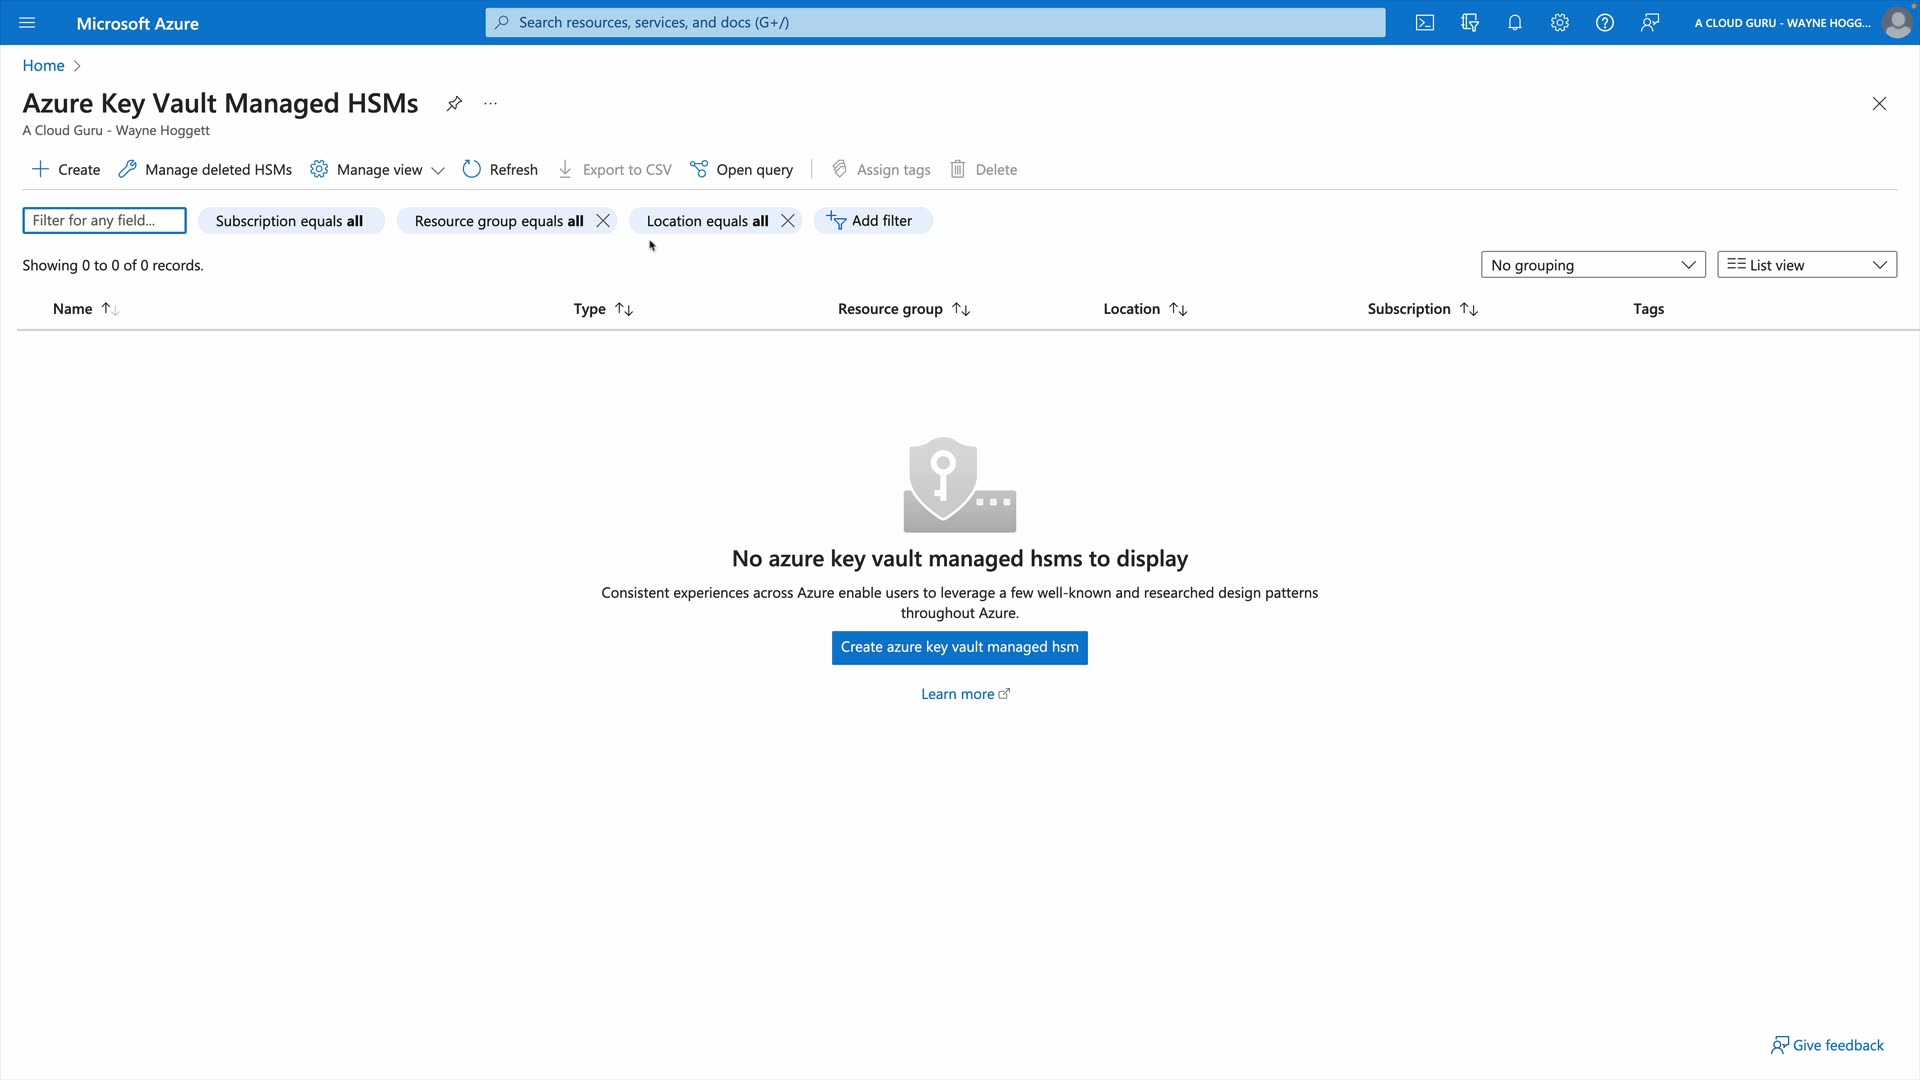 Microsoft Azure
Search resources, services, and docs (G+/)
A CLOUD GURU - WAYNE HOGG...
Home
Azure Key Vault Managed HSMs
...
A Cloud Guru - Wayne Hoggett
Create
Manage deleted HSMs
Manage view
Refresh
Export to CSV
Open query
Assign tags
Delete
Filter for any field...
Subscription equals all
Resource group equals all
Location equals all
Add filter
Showing 0 to 0 of 0 records.
No grouping
List view
Name
Type
Resource group
Location
Subscription
Tags
No azure key vault managed hsms to display
Consistent experiences across Azure enable users to leverage a few well-known and researched design patterns
throughout Azure.
Create azure key vault managed hsm
Learn more
Give feedback